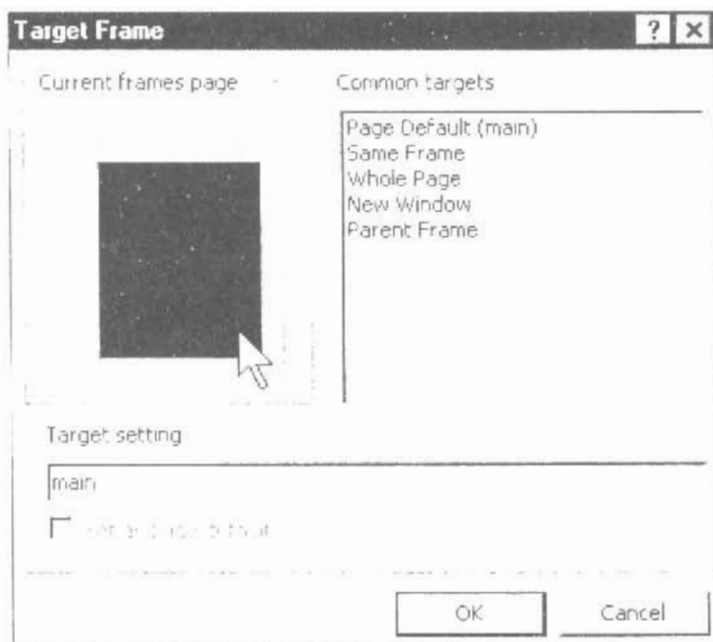 Target Frame
Current frames page
Common targets
Page Default (main)
Same Frame
Whole Page
New Window
Parent Frame
Target setting
main
OK
Cancel